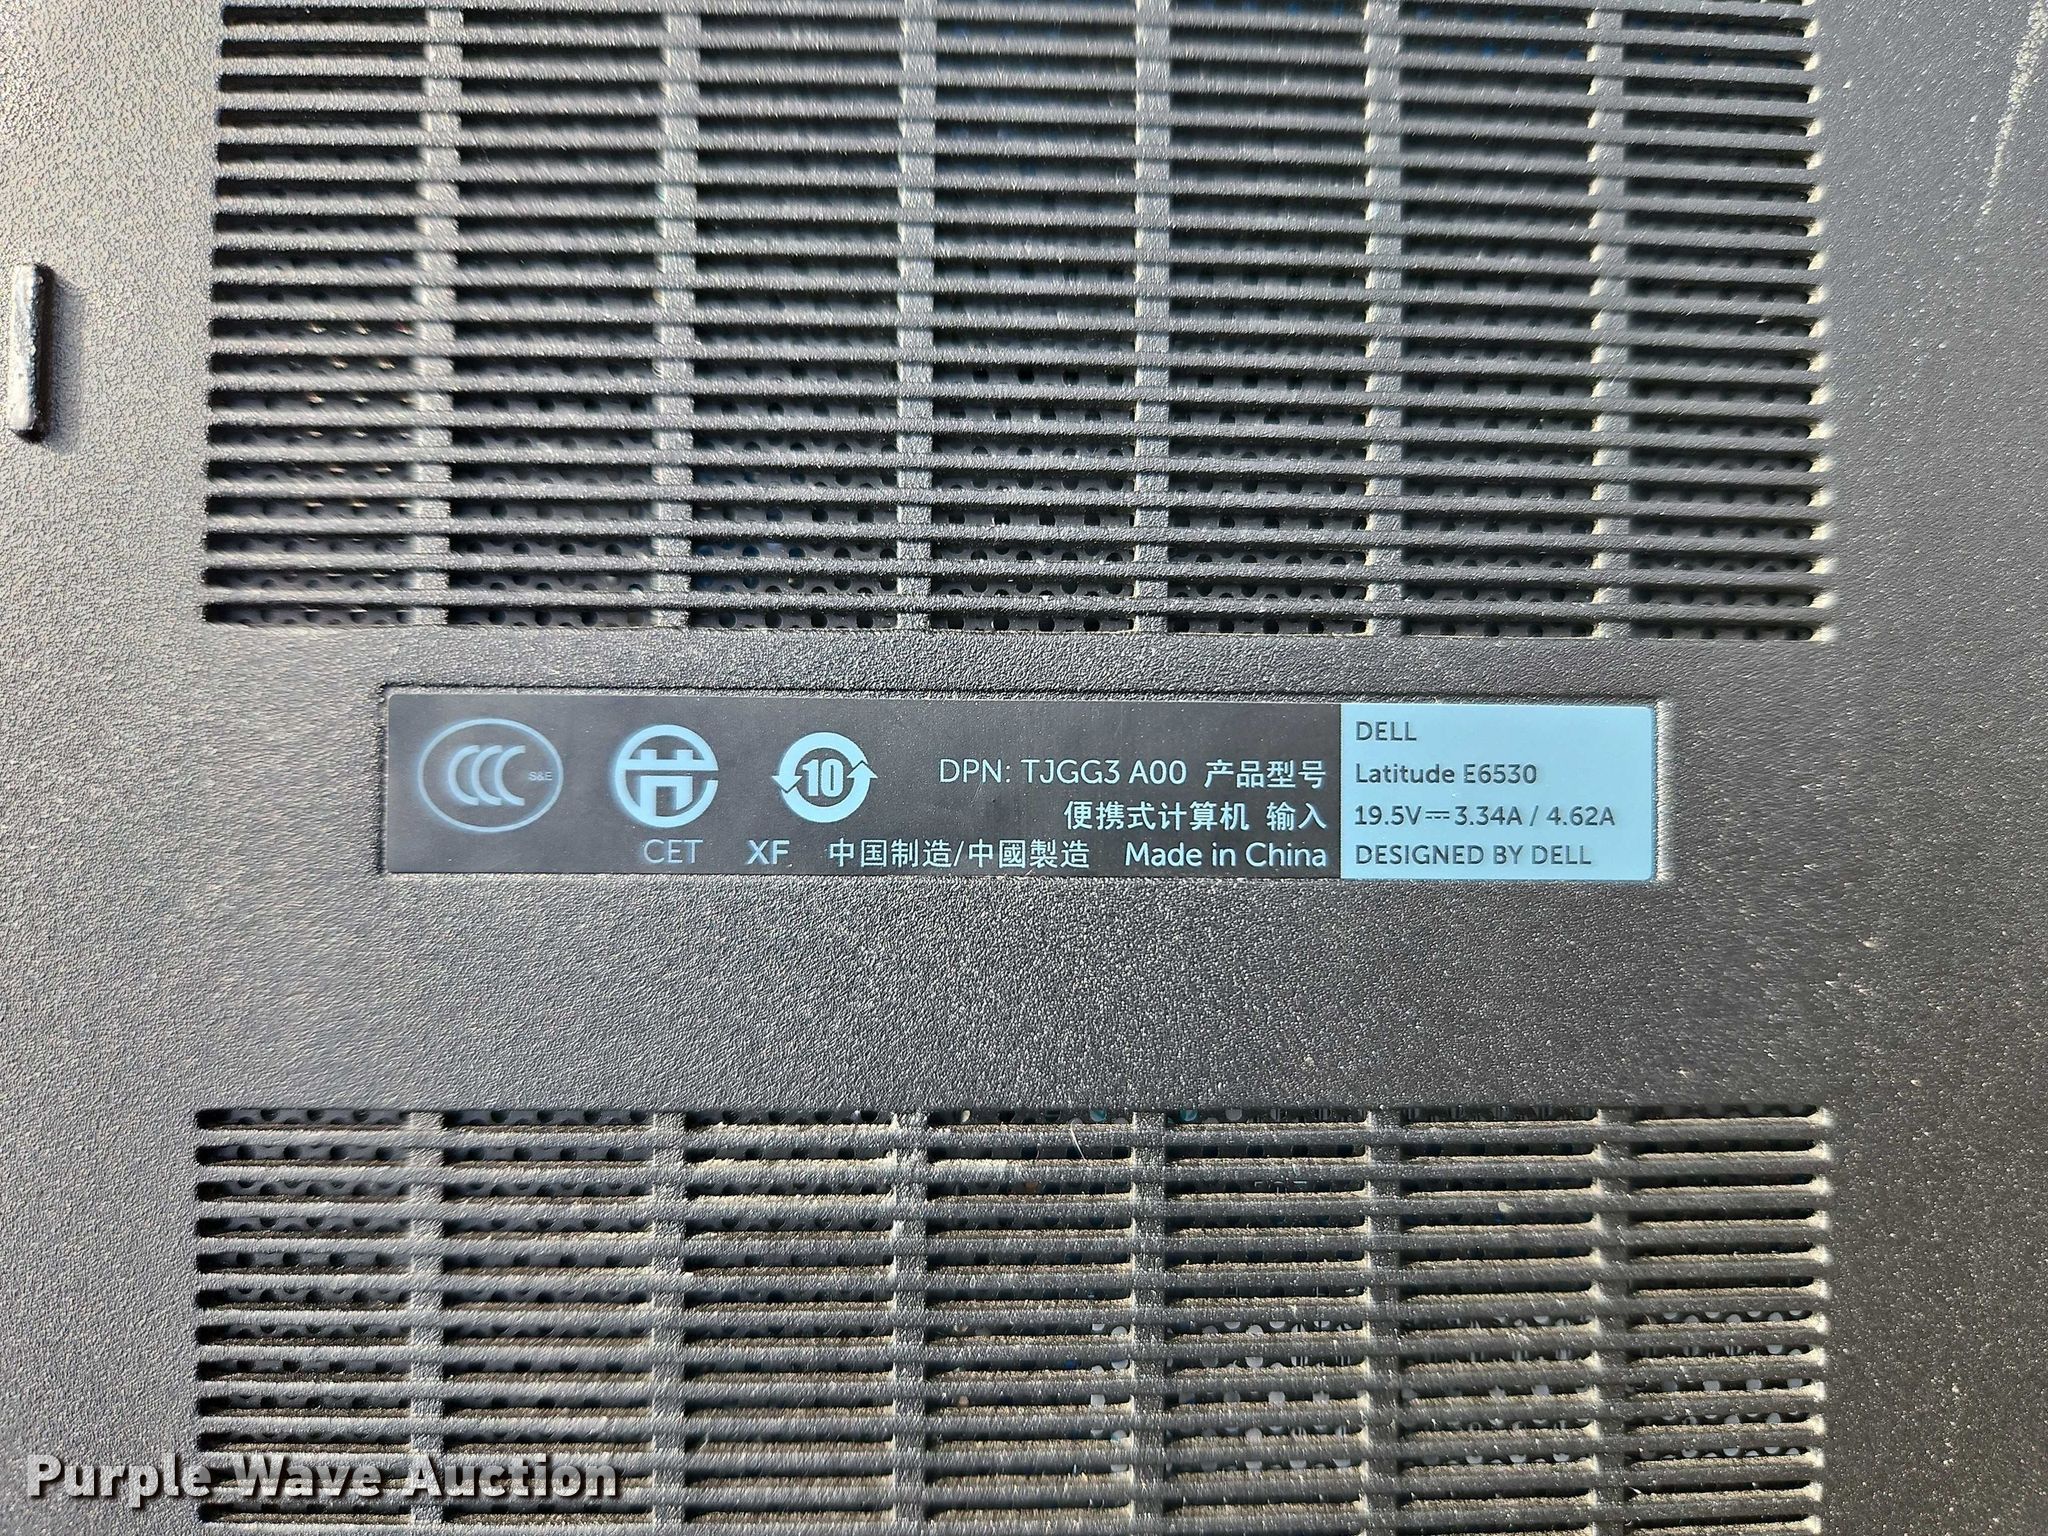 CCC S&E
10
DPN: TJGG3 A00 产品型号
便携式计算机 输入
CET XF 中国制造/中國製造 Made in China
DELL
Latitude E6530
19.5V⎓3.34A / 4.62A
DESIGNED BY DELL
Purple Wave Auction